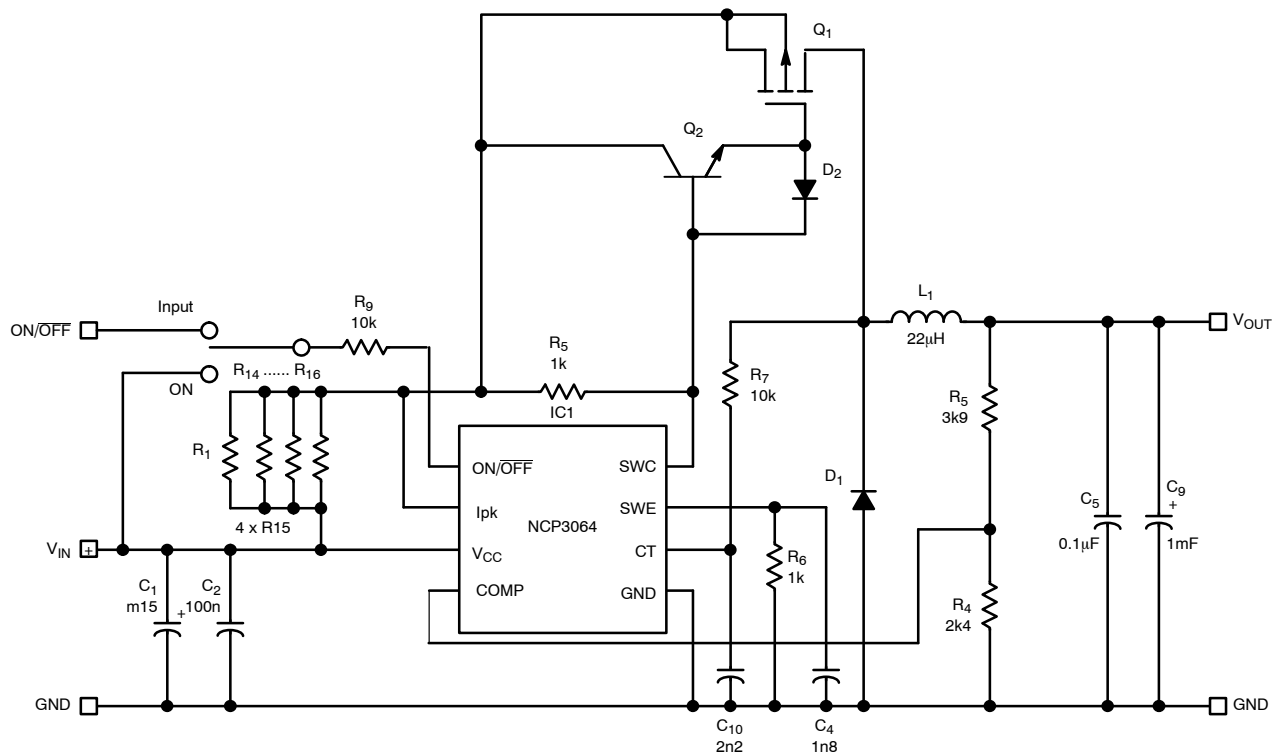 Q1
Q2
D2
Input
ON/OFF
R9
10k
ON
R14 ...... R16
R1
4 x R15
R5
1k
IC1
L1
22µH
VOUT
R7
10k
R5
3k9
ON/OFF
SWC
Ipk
SWE
NCP3064
VCC
CT
COMP
GND
D1
R6
1k
C5
0.1µF
C9
+
1mF
R4
2k4
VIN
+
C1
m15
+
C2
100n
GND
GND
C10
2n2
C4
1n8